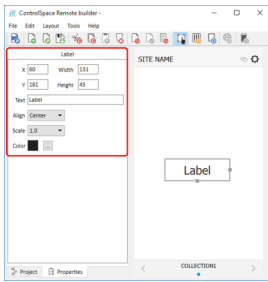 ControlSpace Remote builder -
File Edit Layout Tools Help
Label
X 60 Width 131
Y 181 Height 45
Text Label
Align Center
Scale 1.0
Color ...
Project Properties
SITE NAME
Label
COLLECTION1